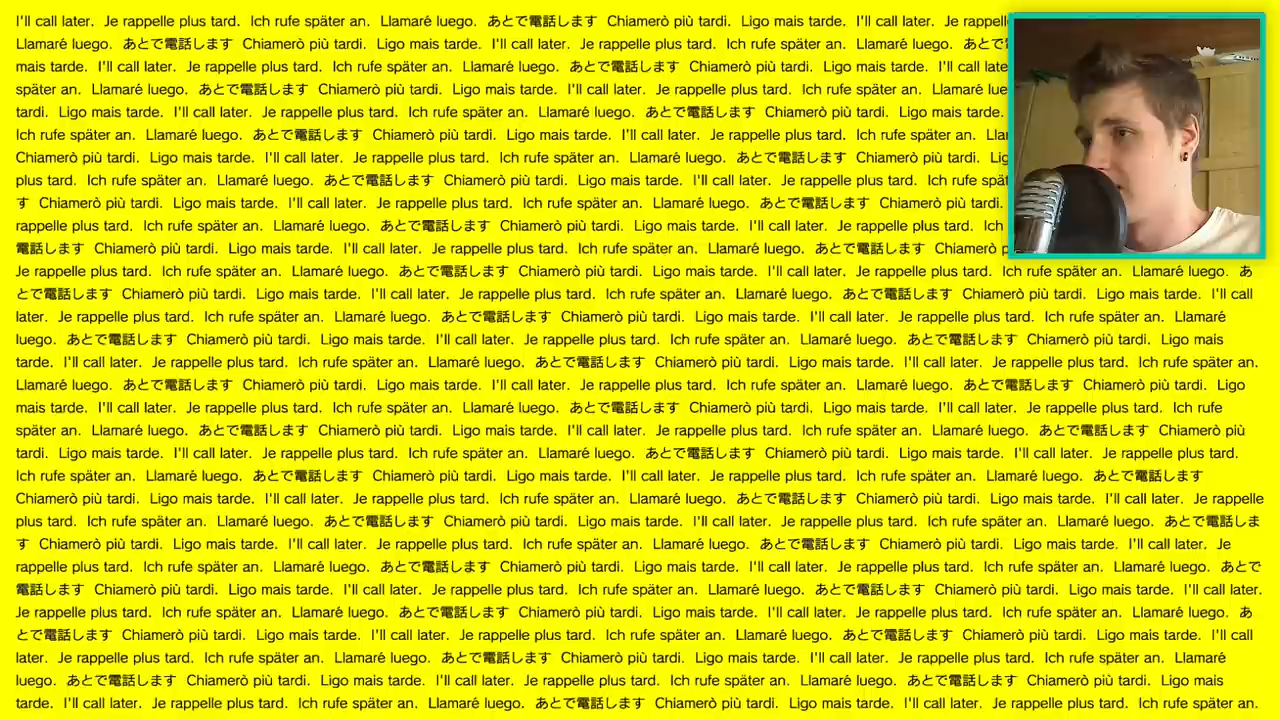 I'll call later. Je rappelle plus tard. Ich rufe später an. Llamaré luego. あとで電話します Chiamerò più tardi. Ligo mais tarde. I'll call later. Je
Llamaré luego. あとで電話します Chiamerò più tardi. Ligo mais tarde. I'll call later. Je rappelle plus tard. Ich rufe später an. Llamaré luego.
mais tarde. I'll call later. Je rappelle plus tard. Ich rufe später an. Llamaré luego. あとで電話します Chiamerò più tardi. Ligo mais tarde. I'll call
später an. Llamaré luego. あとで電話します Chiamerò più tardi. Ligo mais tarde. I'll call later. Je rappelle plus tard. Ich rufe später an. Llamaré
tardi. Ligo mais tarde. I'll call later. Je rappelle plus tard. Ich rufe später an. Llamaré luego. あとで電話します Chiamerò più tardi. Ligo mais tarde.
Ich rufe später an. Llamaré luego. あとで電話します Chiamerò più tardi. Ligo mais tarde. I'll call later. Je rappelle plus tard. Ich rufe später an.
Chiamerò più tardi. Ligo mais tarde. I'll call later. Je rappelle plus tard. Ich rufe später an. Llamaré luego. あとで電話します Chiamerò più tardi.
plus tard. Ich rufe später an. Llamaré luego. あとで電話します Chiamerò più tardi. Ligo mais tarde. I'll call later. Je rappelle plus tard. Ich rufe
す Chiamerò più tardi. Ligo mais tarde. I'll call later. Je rappelle plus tard. Ich rufe später an. Llamaré luego. あとで電話します Chiamerò più tardi.
rappelle plus tard. Ich rufe später an. Llamaré luego. あとで電話します Chiamerò più tardi. Ligo mais tarde. I'll call later. Je rappelle plus tard. Ich
電話します Chiamerò più tardi. Ligo mais tarde. I'll call later. Je rappelle plus tard. Ich rufe später an. Llamaré luego. あとで電話します Chiamerò
Je rappelle plus tard. Ich rufe später an. Llamaré luego. あとで電話します Chiamerò più tardi. Ligo mais tarde. I'll call later. Je rappelle plus tard. Ich rufe später an. Llamaré luego. あ
とで電話します Chiamerò più tardi. Ligo mais tarde. I'll call later. Je rappelle plus tard. Ich rufe später an. Llamaré luego. あとで電話します Chiamerò più tardi. Ligo mais tarde. I'll call
later. Je rappelle plus tard. Ich rufe später an. Llamaré luego. あとで電話します Chiamerò più tardi. Ligo mais tarde. I'll call later. Je rappelle plus tard. Ich rufe später an. Llamaré
luego. あとで電話します Chiamerò più tardi. Ligo mais tarde. I'll call later. Je rappelle plus tard. Ich rufe später an. Llamaré luego. あとで電話します Chiamerò più tardi. Ligo mais
tarde. I'll call later. Je rappelle plus tard. Ich rufe später an. Llamaré luego. あとで電話します Chiamerò più tardi. Ligo mais tarde. I'll call later. Je rappelle plus tard. Ich rufe später an.
Llamaré luego. あとで電話します Chiamerò più tardi. Ligo mais tarde. I'll call later. Je rappelle plus tard. Ich rufe später an. Llamaré luego. あとで電話します Chiamerò più tardi. Ligo
mais tarde. I'll call later. Je rappelle plus tard. Ich rufe später an. Llamaré luego. あとで電話します Chiamerò più tardi. Ligo mais tarde. I'll call later. Je rappelle plus tard. Ich rufe
später an. Llamaré luego. あとで電話します Chiamerò più tardi. Ligo mais tarde. I'll call later. Je rappelle plus tard. Ich rufe später an. Llamaré luego. あとで電話します Chiamerò più
tardi. Ligo mais tarde. I'll call later. Je rappelle plus tard. Ich rufe später an. Llamaré luego. あとで電話します Chiamerò più tardi. Ligo mais tarde. I'll call later. Je rappelle plus tard.
Ich rufe später an. Llamaré luego. あとで電話します Chiamerò più tardi. Ligo mais tarde. I'll call later. Je rappelle plus tard. Ich rufe später an. Llamaré luego. あとで電話します
Chiamerò più tardi. Ligo mais tarde. I'll call later. Je rappelle plus tard. Ich rufe später an. Llamaré luego. あとで電話します Chiamerò più tardi. Ligo mais tarde. I'll call later. Je rappelle
plus tard. Ich rufe später an. Llamaré luego. あとで電話します Chiamerò più tardi. Ligo mais tarde. I'll call later. Je rappelle plus tard. Ich rufe später an. Llamaré luego. あとで電話しま
す Chiamerò più tardi. Ligo mais tarde. I'll call later. Je rappelle plus tard. Ich rufe später an. Llamaré luego. あとで電話します Chiamerò più tardi. Ligo mais tarde. I'll call later. Je
rappelle plus tard. Ich rufe später an. Llamaré luego. あとで電話します Chiamerò più tardi. Ligo mais tarde. I'll call later. Je rappelle plus tard. Ich rufe später an. Llamaré luego. あとで
電話します Chiamerò più tardi. Ligo mais tarde. I'll call later. Je rappelle plus tard. Ich rufe später an. Llamaré luego. あとで電話します Chiamerò più tardi. Ligo mais tarde. I'll call later.
Je rappelle plus tard. Ich rufe später an. Llamaré luego. あとで電話します Chiamerò più tardi. Ligo mais tarde. I'll call later. Je rappelle plus tard. Ich rufe später an. Llamaré luego. あ
とで電話します Chiamerò più tardi. Ligo mais tarde. I'll call later. Je rappelle plus tard. Ich rufe später an. Llamaré luego. あとで電話します Chiamerò più tardi. Ligo mais tarde. I'll call
later. Je rappelle plus tard. Ich rufe später an. Llamaré luego. あとで電話します Chiamerò più tardi. Ligo mais tarde. I'll call later. Je rappelle plus tard. Ich rufe später an. Llamaré
luego. あとで電話します Chiamerò più tardi. Ligo mais tarde. I'll call later. Je rappelle plus tard. Ich rufe später an. Llamaré luego. あとで電話します Chiamerò più tardi. Ligo mais
tarde. I'll call later. Je rappelle plus tard. Ich rufe später an. Llamaré luego. あとで電話します Chiamerò più tardi. Ligo mais tarde. I'll call later. Je rappelle plus tard. Ich rufe später an.